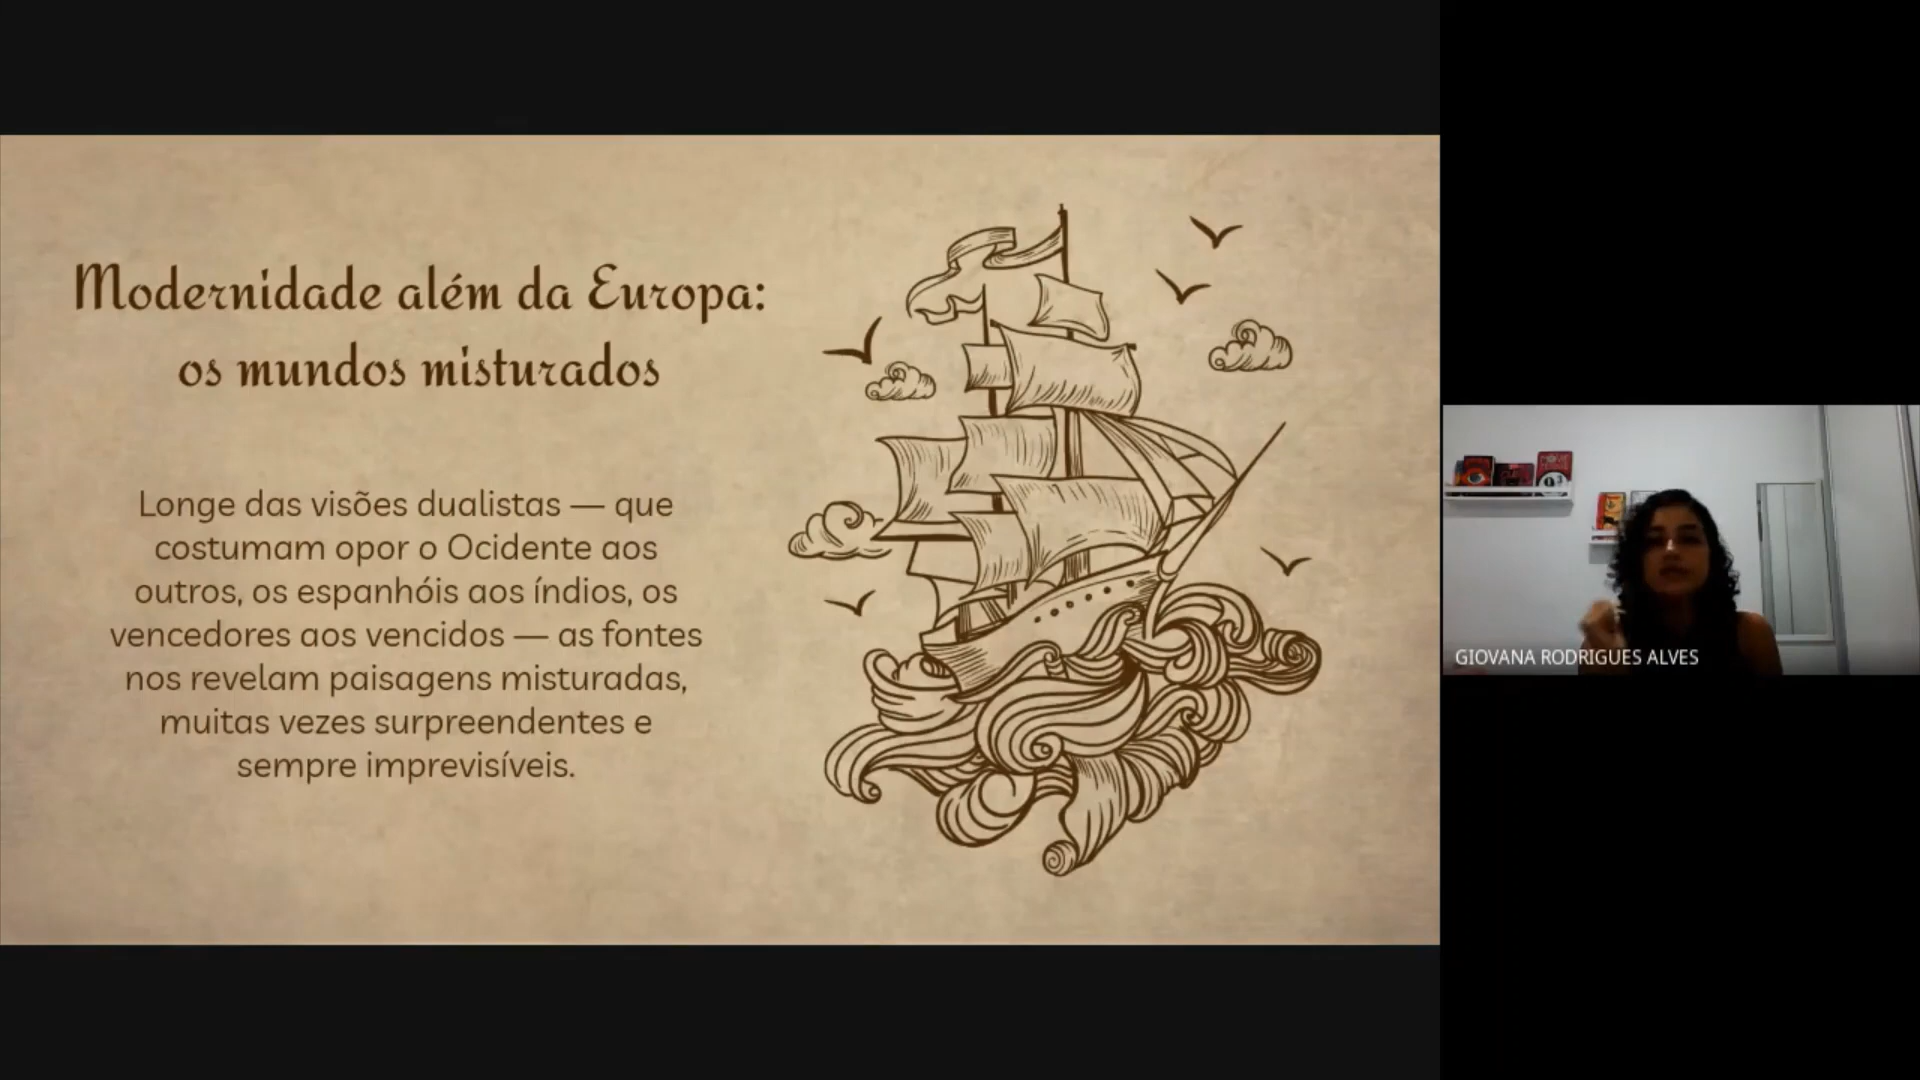 Modernidade além da Europa:
os mundos misturados
Longe das visões dualistas — que
costumam opor o Ocidente aos
outros, os espanhóis aos índios, os
vencedores aos vencidos — as fontes
nos revelam paisagens misturadas,
muitas vezes surpreendentes e
sempre imprevisíveis.
GIOVANA RODRIGUES ALVES